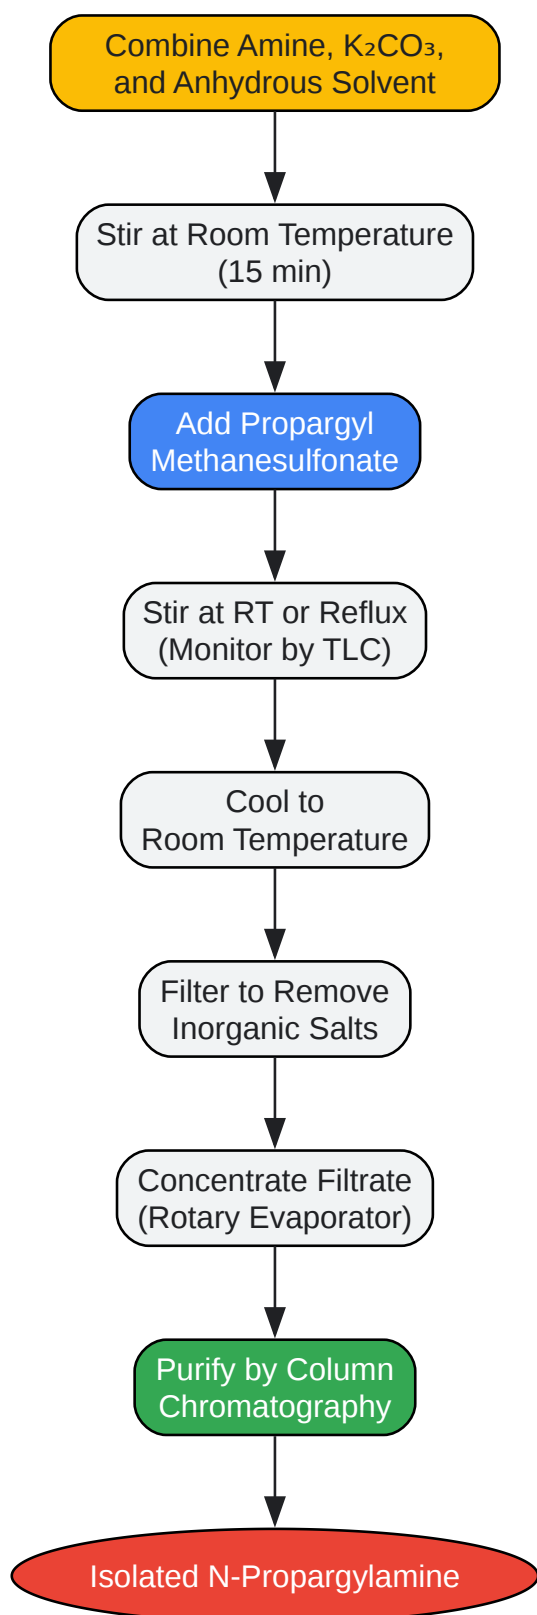 Combine Amine, K₂CO₃,
and Anhydrous Solvent
Stir at Room Temperature
(15 min)
Add Propargyl
Methanesulfonate
Stir at RT or Reflux
(Monitor by TLC)
Cool to
Room Temperature
Filter to Remove
Inorganic Salts
Concentrate Filtrate
(Rotary Evaporator)
Purify by Column
Chromatography
Isolated N-Propargylamine